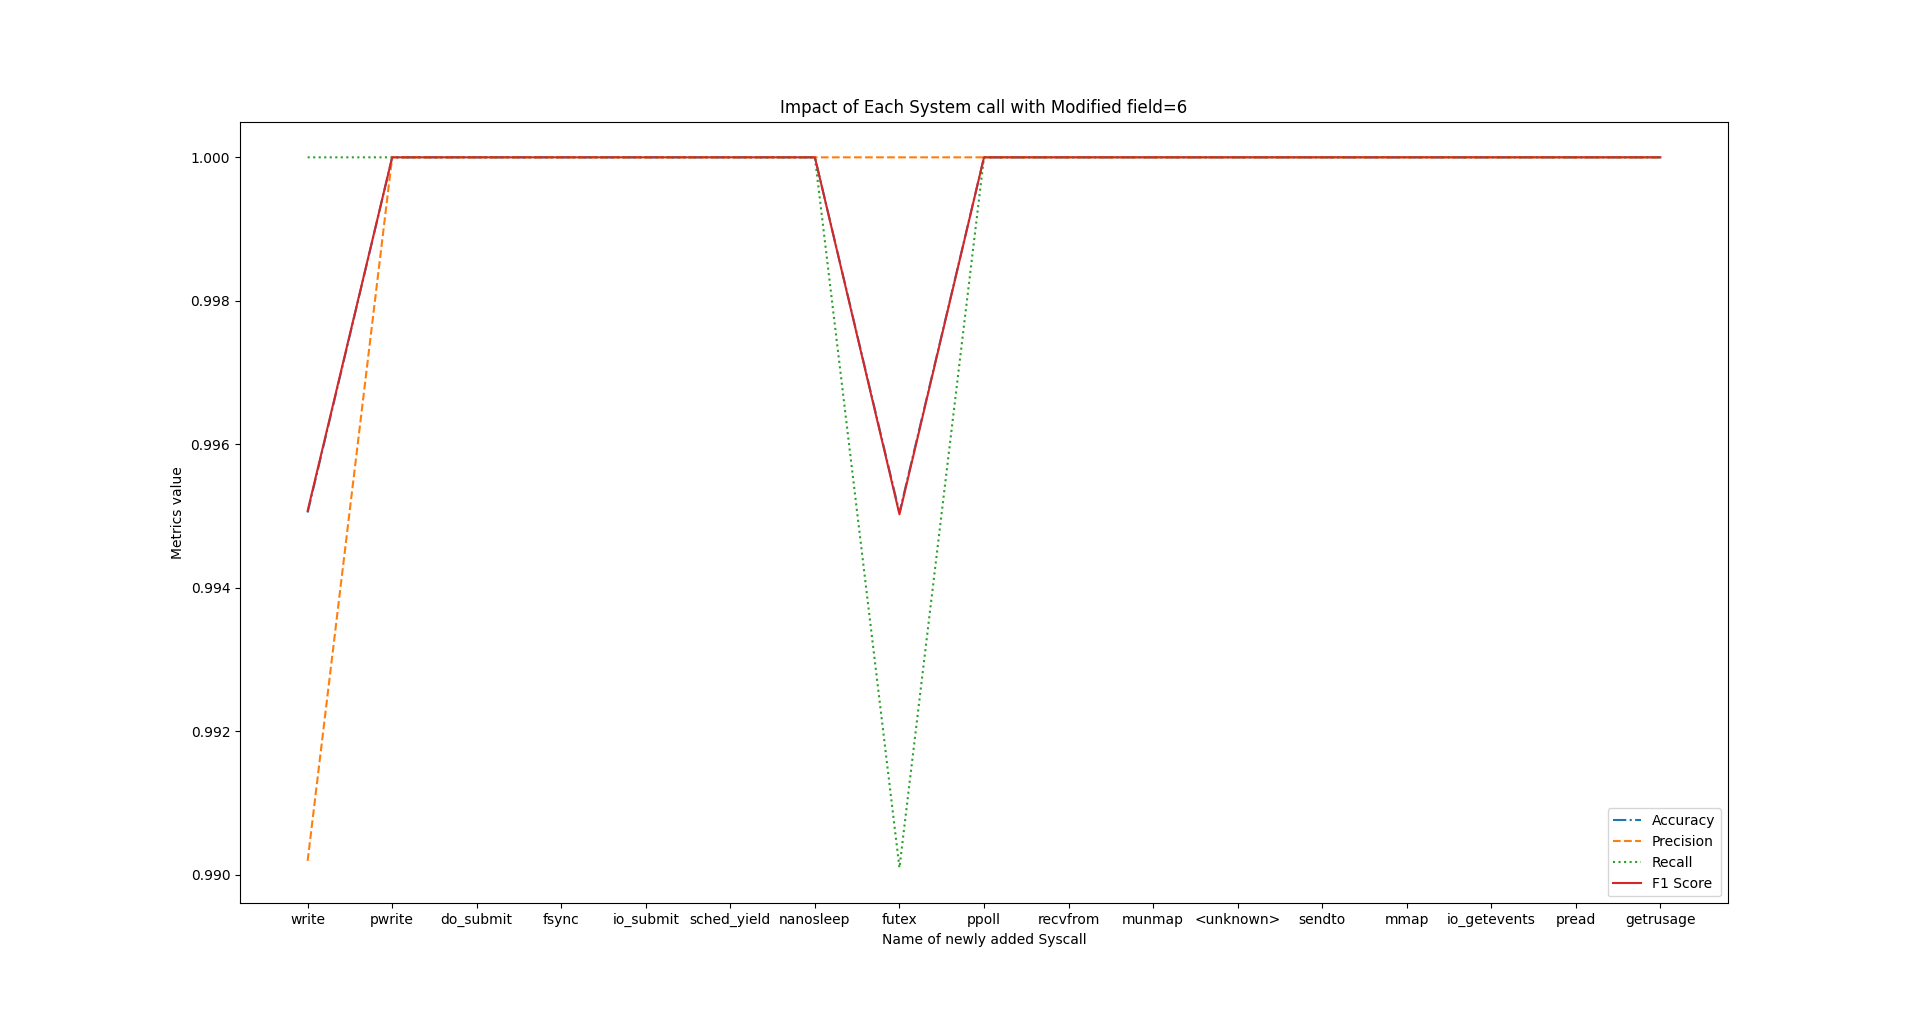 Impact of Each System call with Modified field=6
Metrics value
1.000
0.998
0.996
0.994
0.992
0.990
write pwrite do_submit fsync io_submit sched_yield nanosleep futex ppoll recvfrom munmap <unknown> sendto mmap io_getevents pread getrusage
Name of newly added Syscall
Accuracy
Precision
Recall
F1 Score